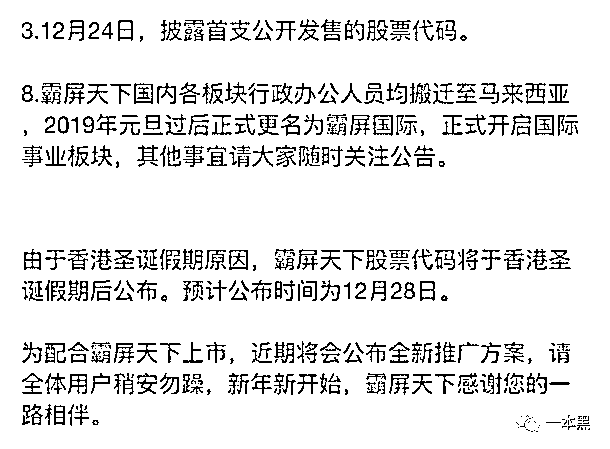 3.12月24日，披露首支公开发售的股票代码。
8.霸屏天下国内各板块行政办公人员均搬迁至马来西亚
，2019年元旦过后正式更名为霸屏国际，正式开启国际
事业板块，其他事宜请大家随时关注公告。
由于香港圣诞假期原因，霸屏天下股票代码将于香港圣
诞假期后公布。预计公布时间为12月28日。
为配合霸屏天下上市，近期将会公布全新推广方案，请
全体用户稍安勿躁，新年新开始，霸屏天下感谢您的一
路相伴。
一本黑